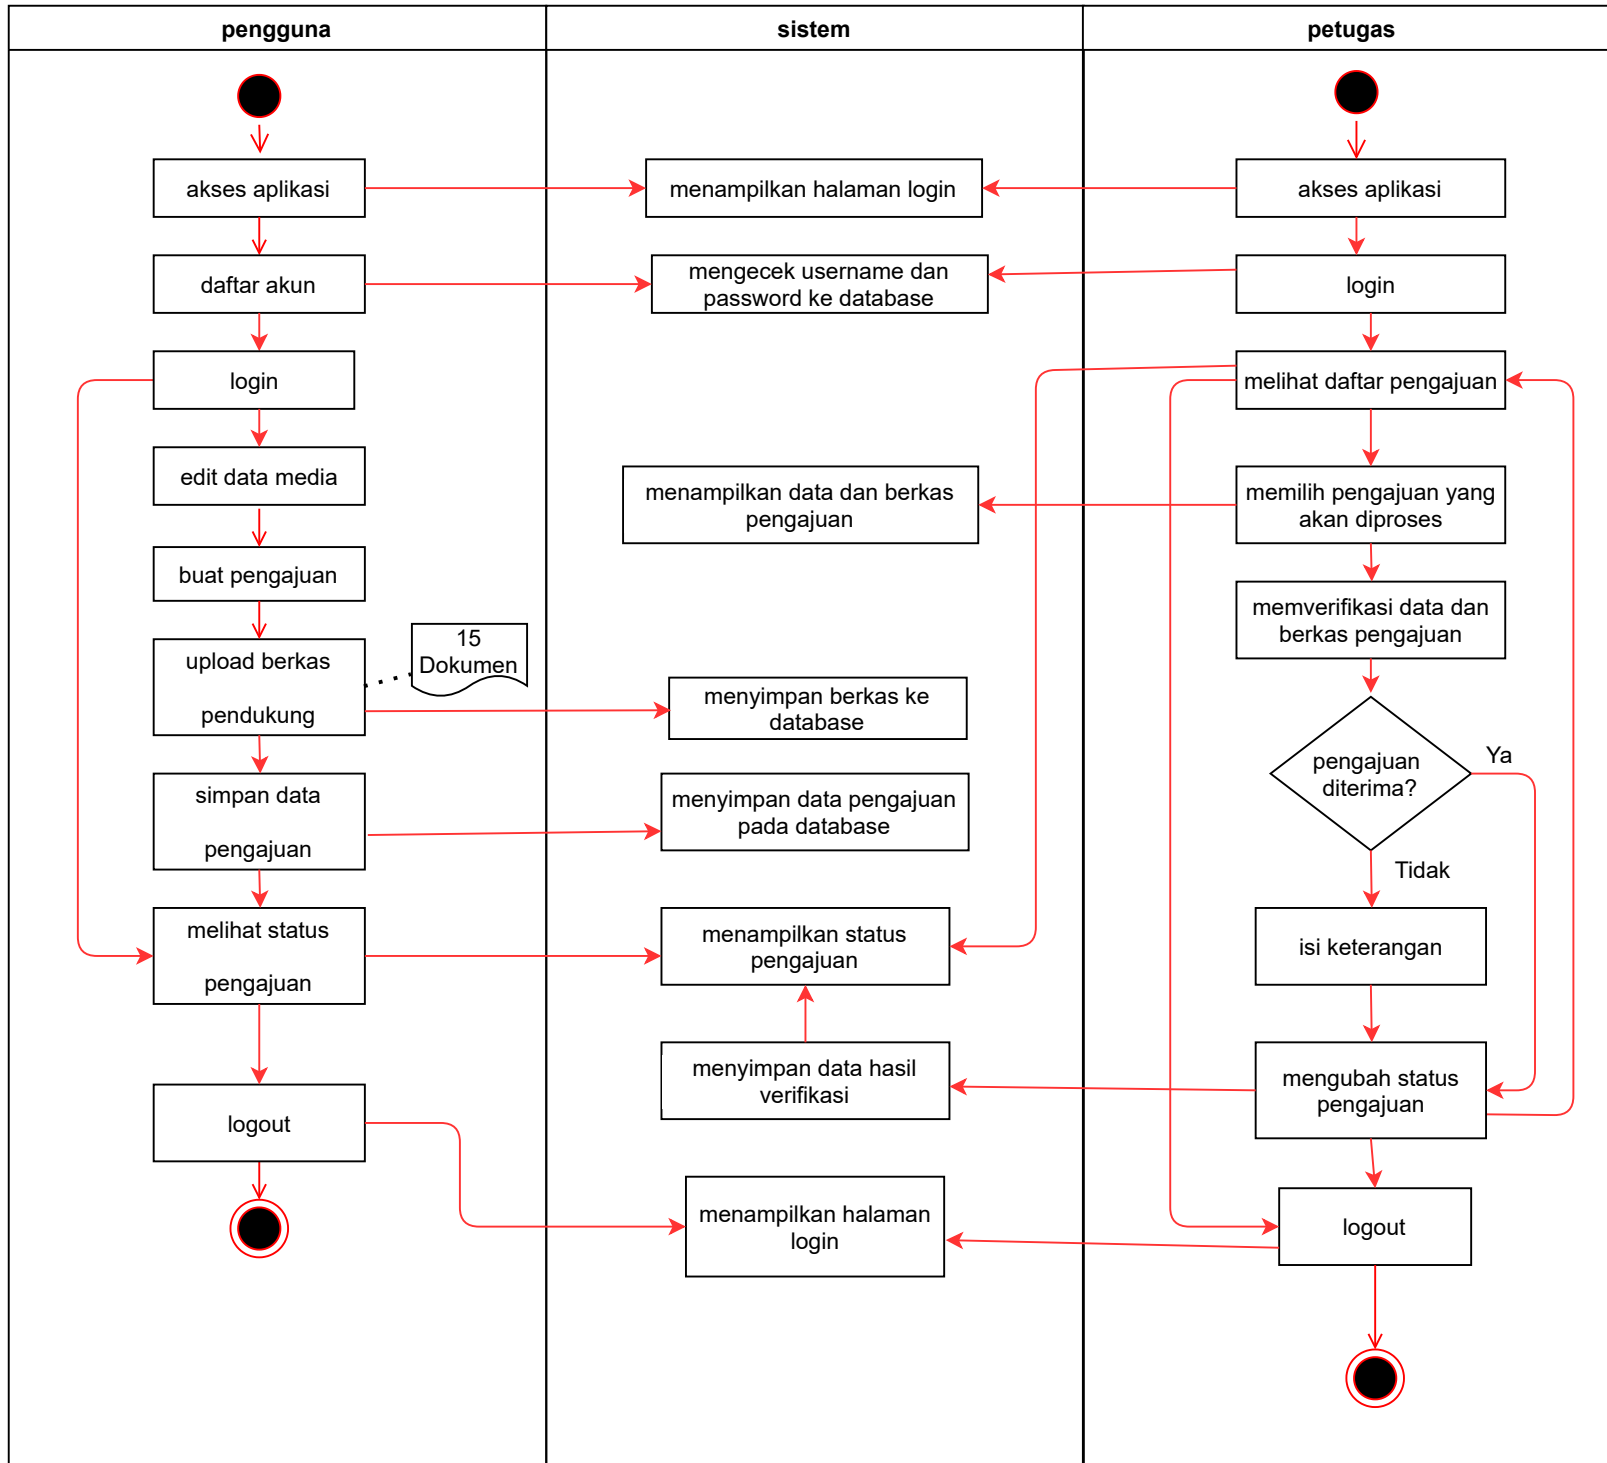 pengguna
sistem
petugas
akses aplikasi
menampilkan halaman login
akses aplikasi
daftar akun
mengecek username dan
password ke database
login
login
melihat daftar pengajuan
edit data media
menampilkan data dan berkas
pengajuan
memilih pengajuan yang
akan diproses
buat pengajuan
memverifikasi data dan
berkas pengajuan
upload berkas
pendukung
15
Dokumen
menyimpan berkas ke
database
pengajuan
diterima?
Ya
Tidak
simpan data
pengajuan
menyimpan data pengajuan
pada database
melihat status
pengajuan
menampilkan status
pengajuan
isi keterangan
menyimpan data hasil
verifikasi
mengubah status
pengajuan
logout
menampilkan halaman
login
logout